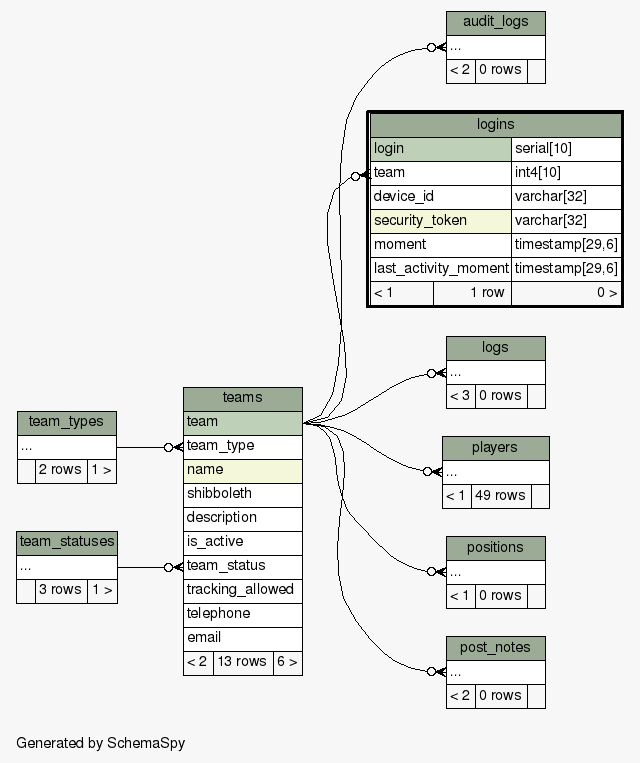 audit_logs
...
< 2 0 rows
logins
login serial[10]
team int4[10]
device_id varchar[32]
security_token varchar[32]
moment timestamp[29,6]
last_activity_moment timestamp[29,6]
< 1 1 row 0 >
logs
...
< 3 0 rows
teams
team
team_type
name
shibboleth
description
is_active
team_status
tracking_allowed
telephone
email
< 2 13 rows 6 >
team_types
...
2 rows 1 >
team_statuses
...
3 rows 1 >
players
...
< 1 49 rows
positions
...
< 1 0 rows
post_notes
...
< 2 0 rows
Generated by SchemaSpy